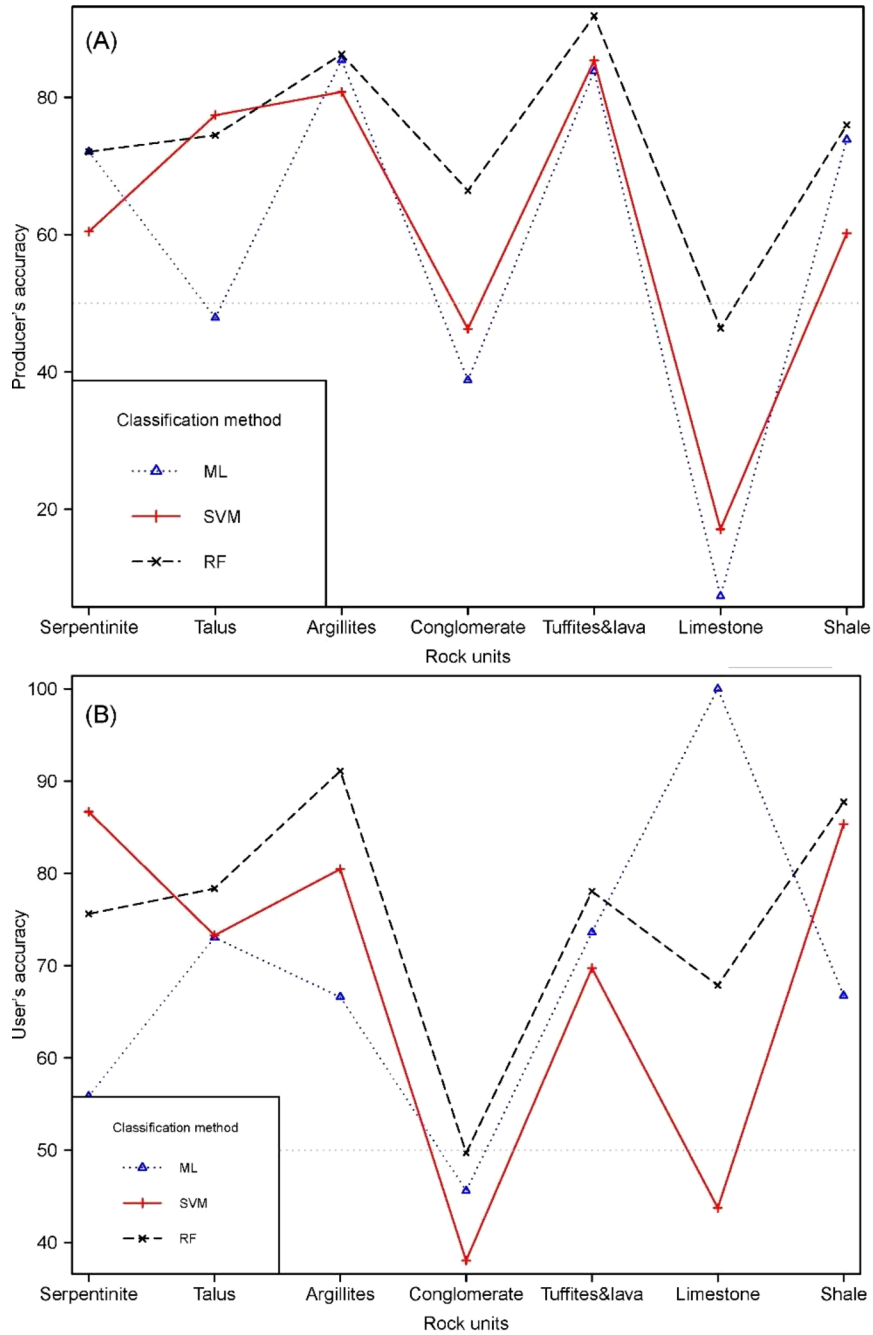 (A)
80
60
40
20
Producer's accuracy
Classification method
ML
SVM
RF
Serpentinite Talus Argillites Conglomerate Tuffites&lava Limestone Shale
Rock units
(B)
100
90
80
70
60
50
40
User's accuracy
Classification method
ML
SVM
RF
Serpentinite Talus Argillites Conglomerate Tuffites&lava Limestone Shale
Rock units